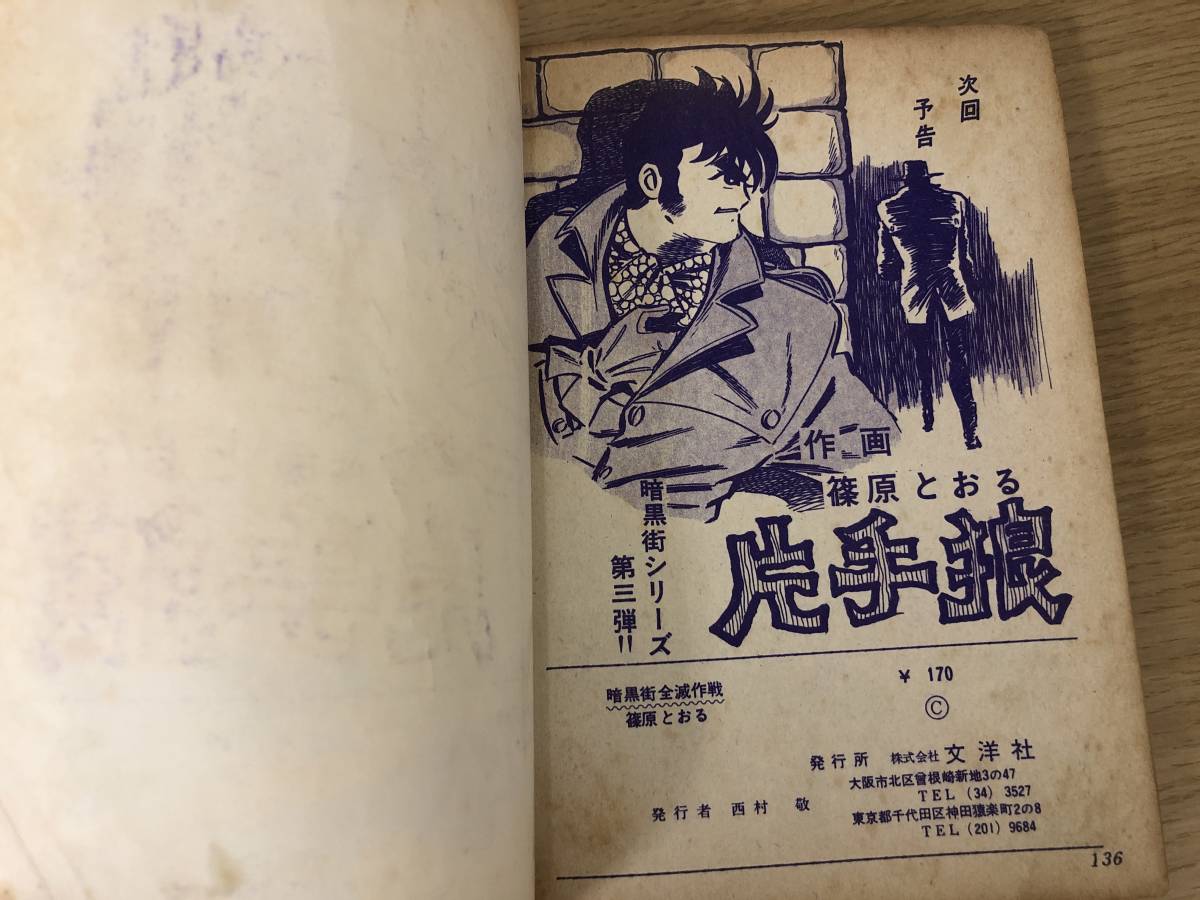 次回
予告
作画
篠原とおる
片手狼
暗黒街シリーズ
第三弾!!
暗黒街全滅作戦
篠原とおる
¥ 170
©
発行所 株式会社 文洋社
大阪市北区曾根崎新地3の47
TEL (34) 3527
東京都千代田区神田猿楽町2の8
TEL (201) 9684
発行者 西村 敬
136